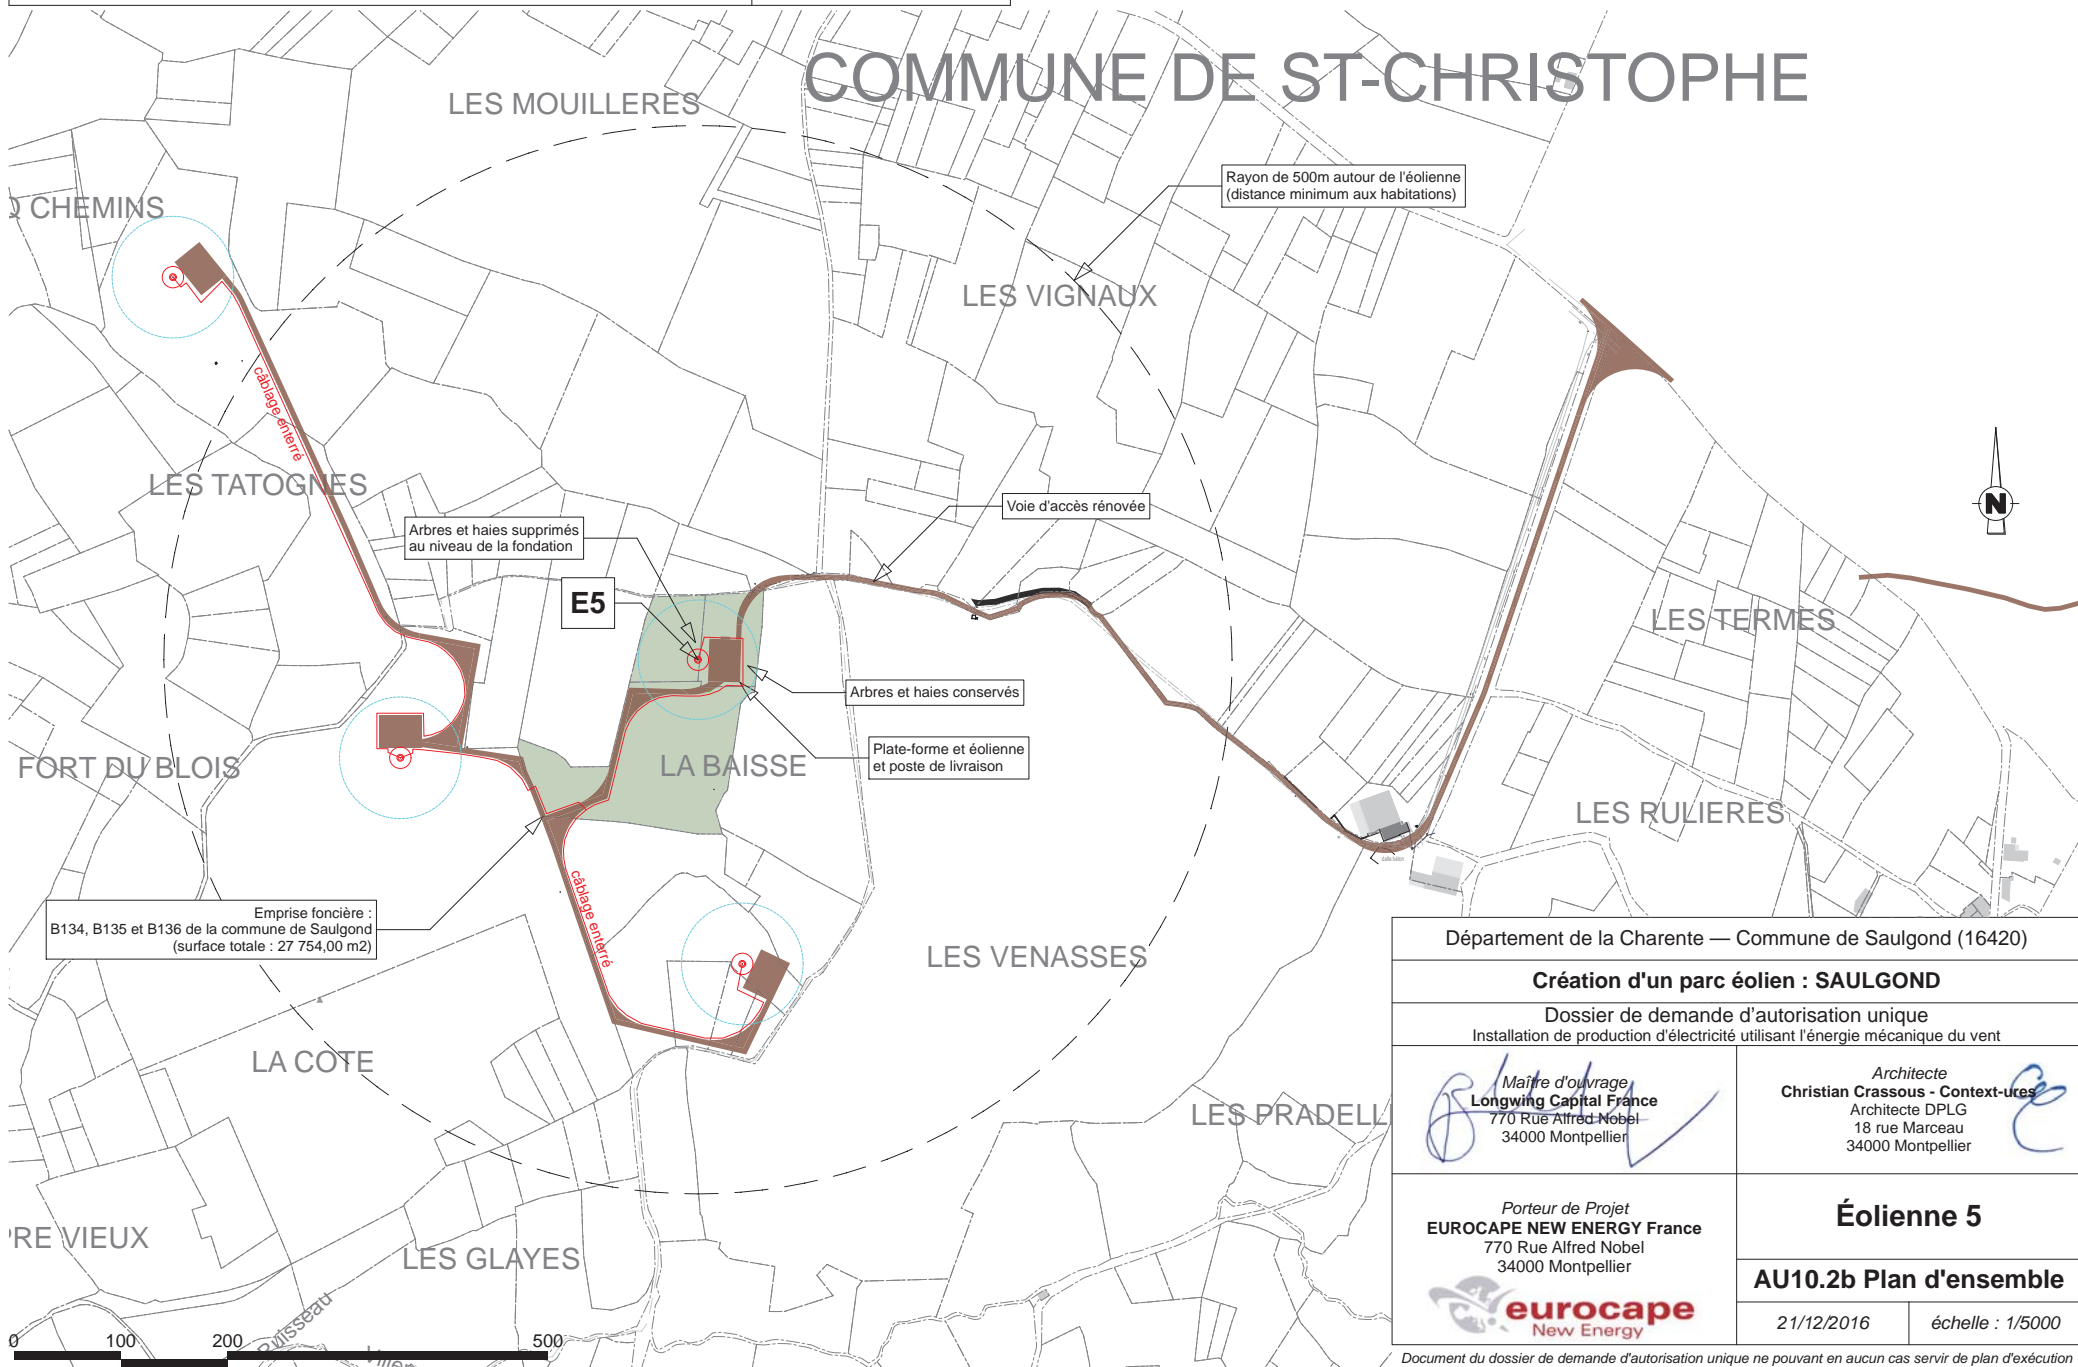 COMMUNE DE ST-CHRISTOPHE
LES MOUILLERES
Rayon de 500m autour de l'éolienne
(distance minimum aux habitations)
CHEMINS
LES VIGNAUX
câblage enterré
LES TATOGNES
Voie d'accès rénovée
Arbres et haies supprimés
au niveau de la fondation
N
E5
LES TERMES
Arbres et haies conservés
Plate-forme et éolienne
et poste de livraison
LA BAISSE
FORT DU BLOIS
LES RULIERES
câblage enterré
Emprise foncière :
B134, B135 et B136 de la commune de Saulgond
(surface totale : 27 754,00 m2)
LES VENASSES
LA COTE
LES PRADELL
PRE VIEUX
LES GLAYES
Ruisseau
0 100 200 500
Département de la Charente — Commune de Saulgond (16420)
Création d'un parc éolien : SAULGOND
Dossier de demande d'autorisation unique
Installation de production d'électricité utilisant l'énergie mécanique du vent
Maître d'ouvrage
Longwing Capital France
770 Rue Alfred Nobel
34000 Montpellier
Architecte
Christian Crassous - Context-ures
Architecte DPLG
18 rue Marceau
34000 Montpellier
Porteur de Projet
EUROCAPE NEW ENERGY France
770 Rue Alfred Nobel
34000 Montpellier
eurocape
New Energy
Éolienne 5
AU10.2b Plan d'ensemble
21/12/2016
échelle : 1/5000
Document du dossier de demande d'autorisation unique ne pouvant en aucun cas servir de plan d'exécution